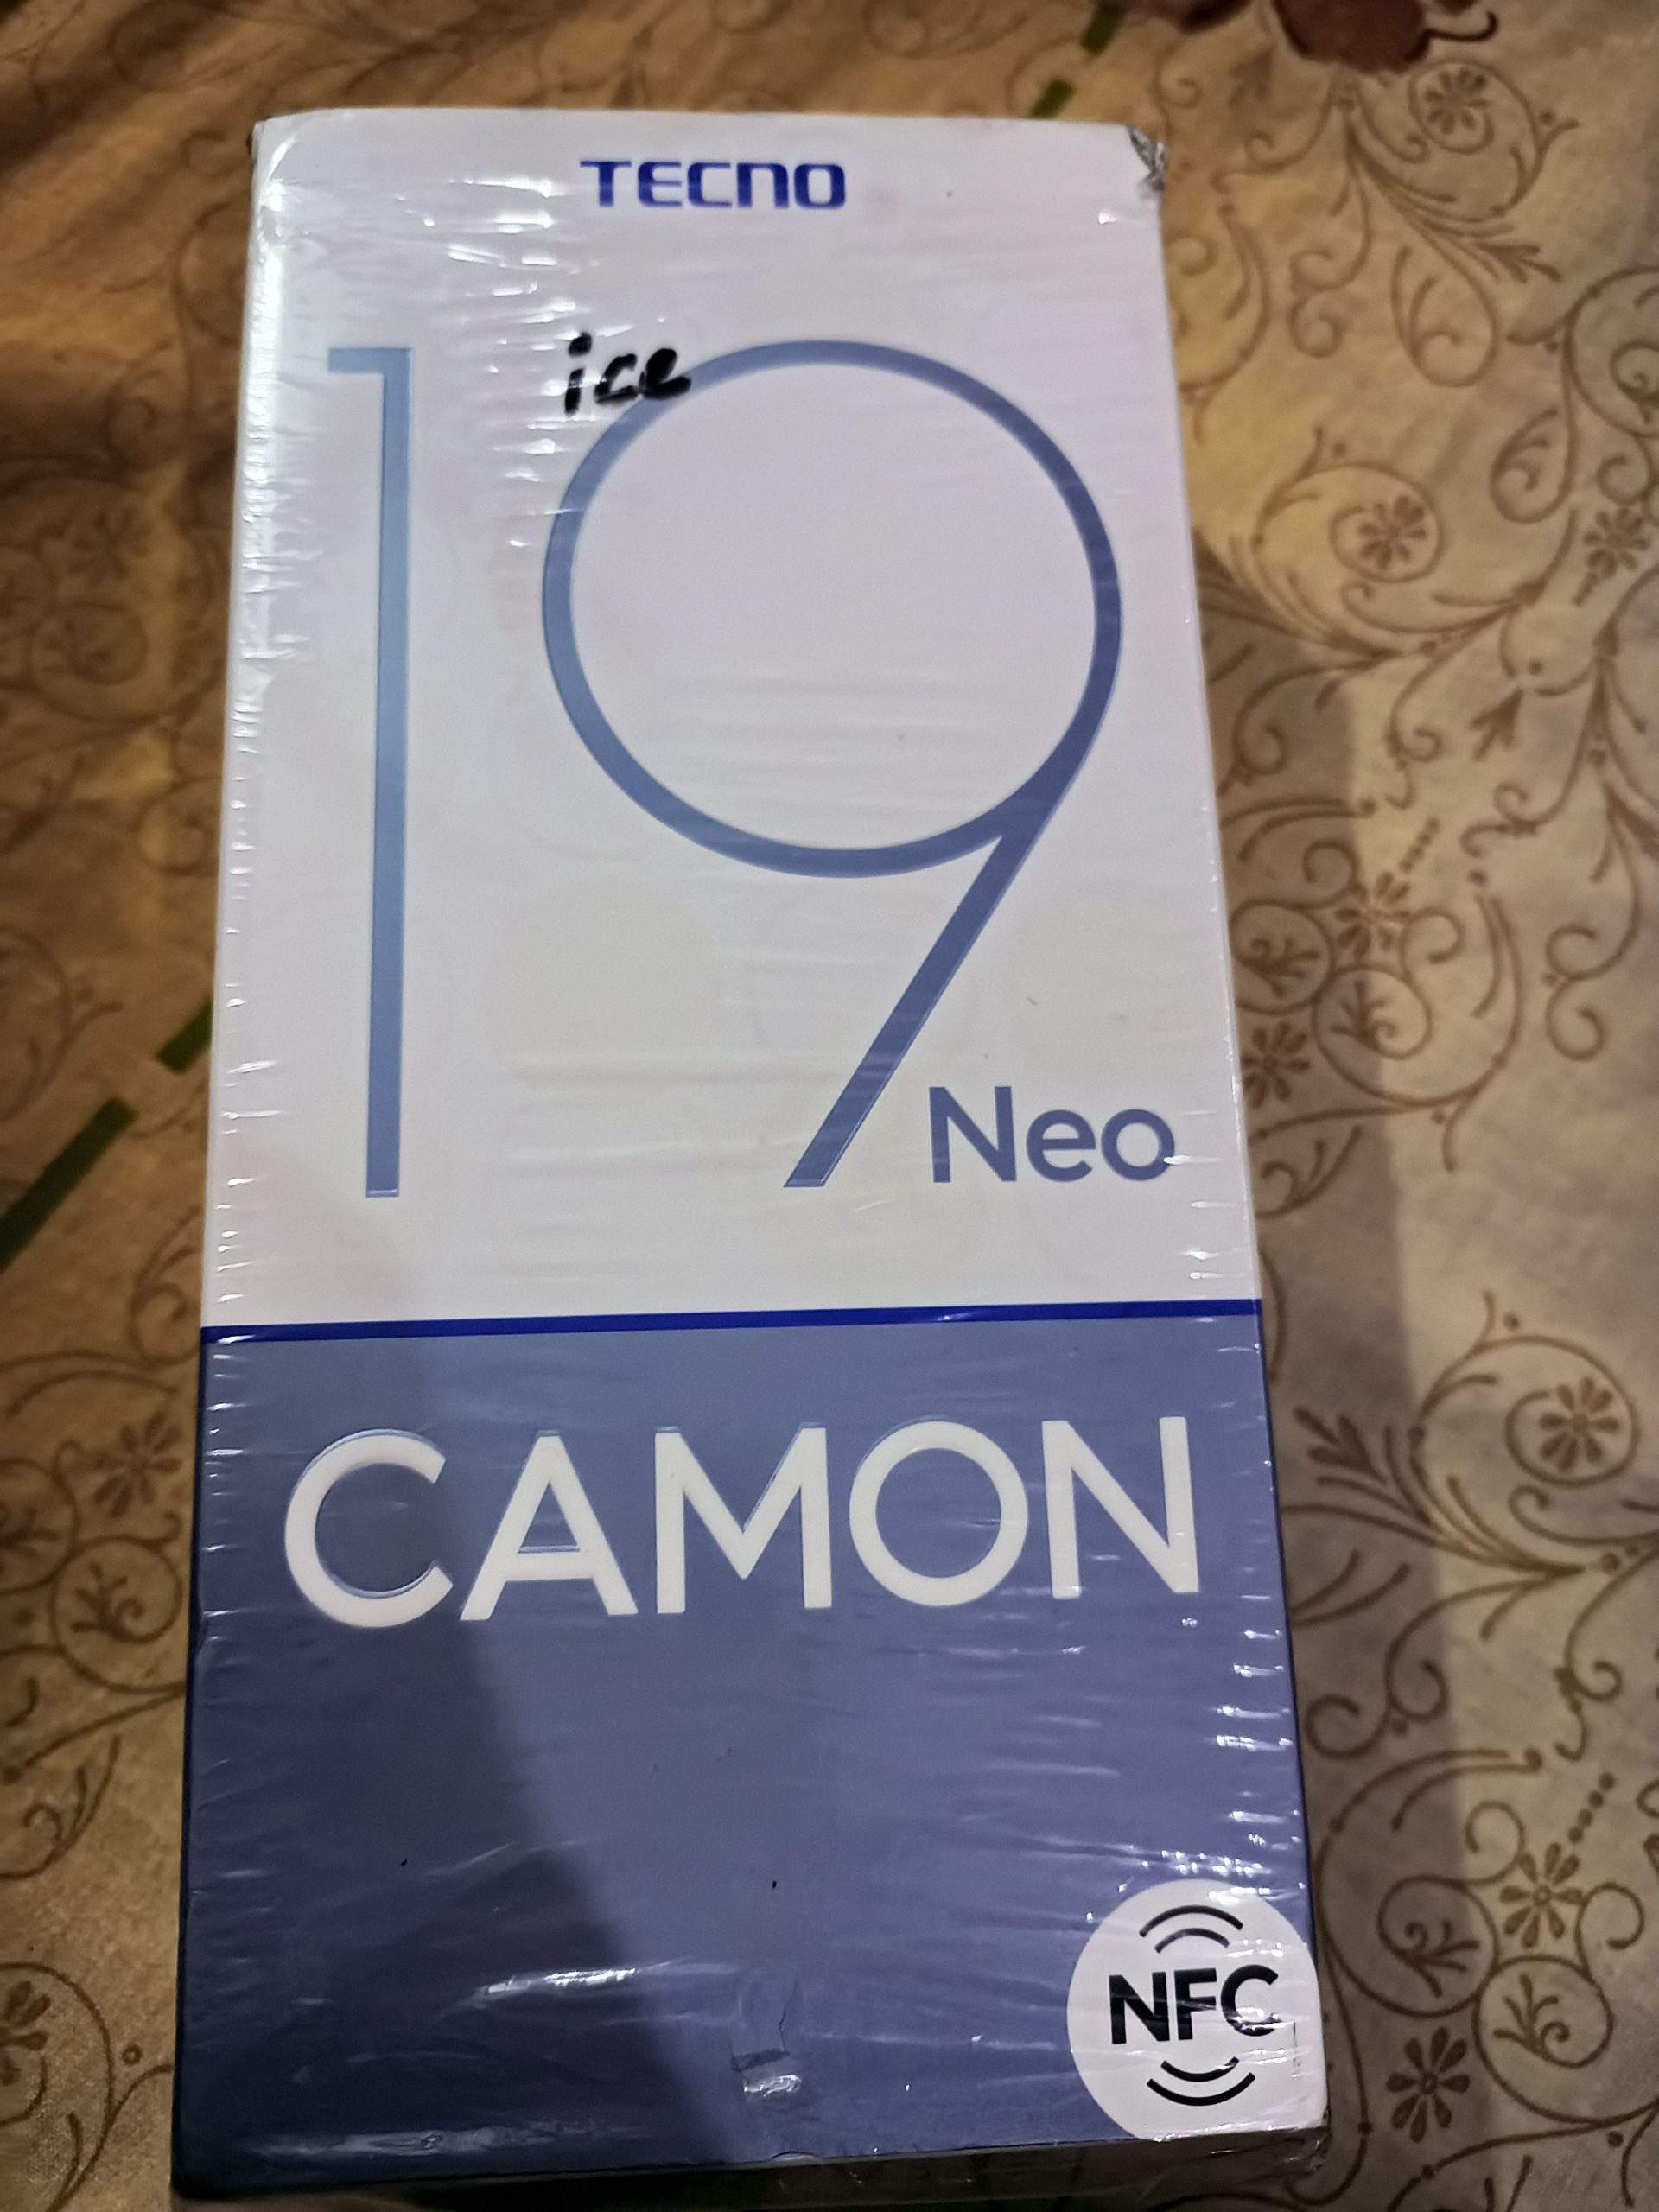 TECNO
ice
19 Neo
CAMON
NFC